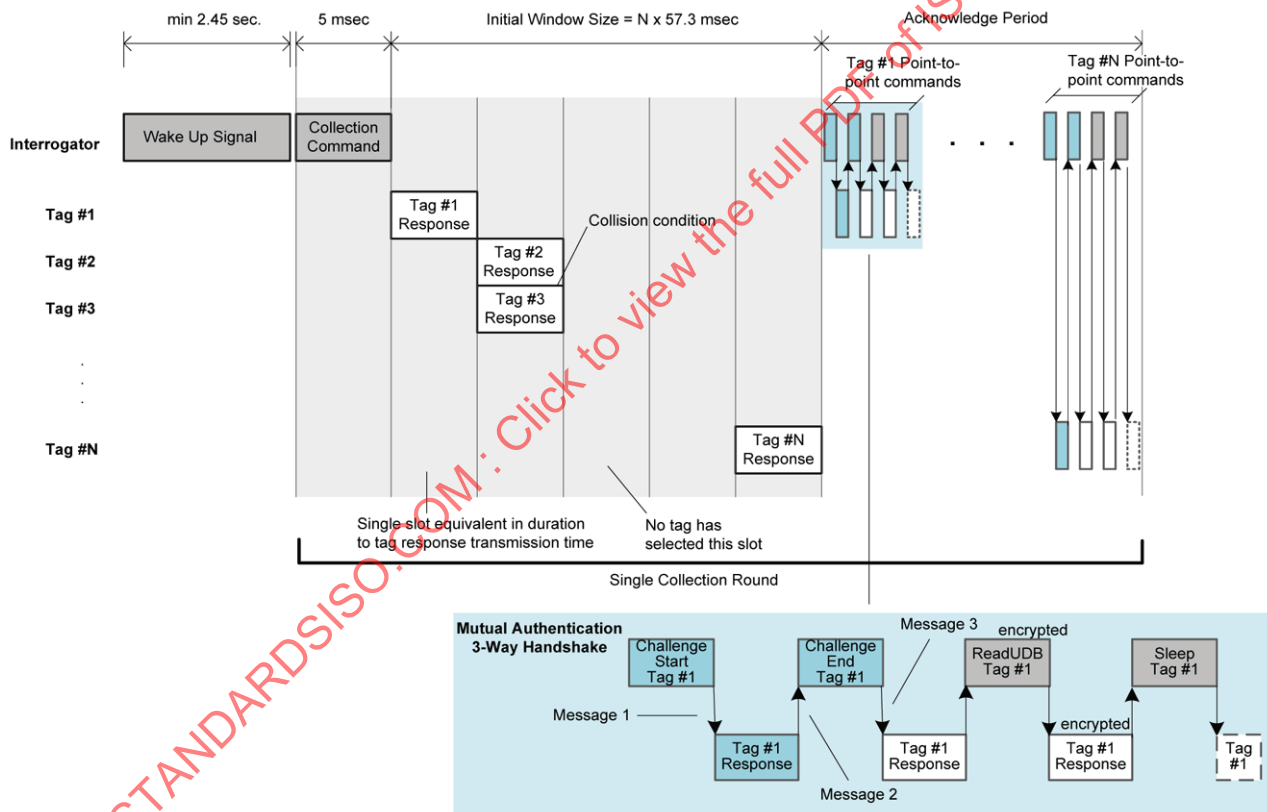 min 2.45 sec.
5 msec
Initial Window Size = N x 57.3 msec
Acknowledge Period
Tag #1 Point-to-
point commands
Tag #N Point-to-
point commands
Interrogator
Wake Up Signal
Collection
Command
. . .
Tag #1
Tag #1
Response
Collision condition
Tag #2
Tag #2
Response
Tag #3
Tag #3
Response
.
.
.
Tag #N
Tag #N
Response
Single slot equivalent in duration
to tag response transmission time
No tag has
selected this slot
Single Collection Round
Mutual Authentication
3-Way Handshake
Challenge
Start
Tag #1
Challenge
End
Tag #1
Message 3
encrypted
ReadUDB
Tag #1
Sleep
Tag #1
Message 1
Tag #1
Response
Tag #1
Response
encrypted
Tag #1
Response
Tag
#1
Message 2
STANDARDSISO.COM : Click to view the full PDF of IS